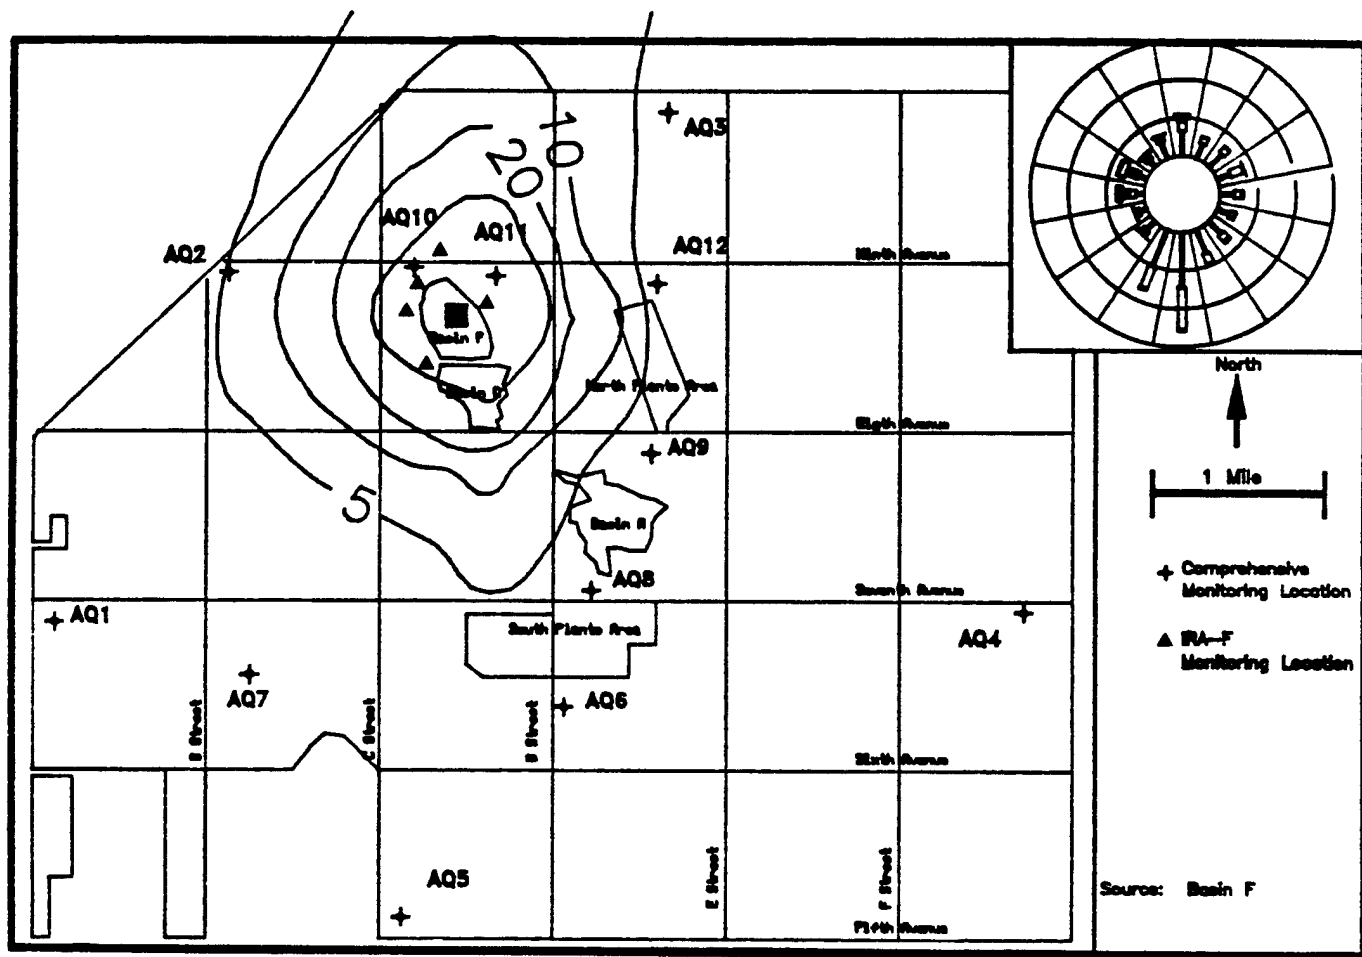 10
20
AQ3
AQ10
AQ11
AQ12
AQ2
Ninth Avenue
Basin F
North Plants Area
North
Eighth Avenue
AQ9
1 Mile
5
Basin A
Comprehensive
Monitoring Location
AQ8
Seventh Avenue
AQ1
South Plants Area
AQ4
IRA-F
Monitoring Location
AQ7
AQ6
B Street
C Street
D Street
Sixth Avenue
AQ5
E Street
F Street
Source: Basin F
Fifth Avenue